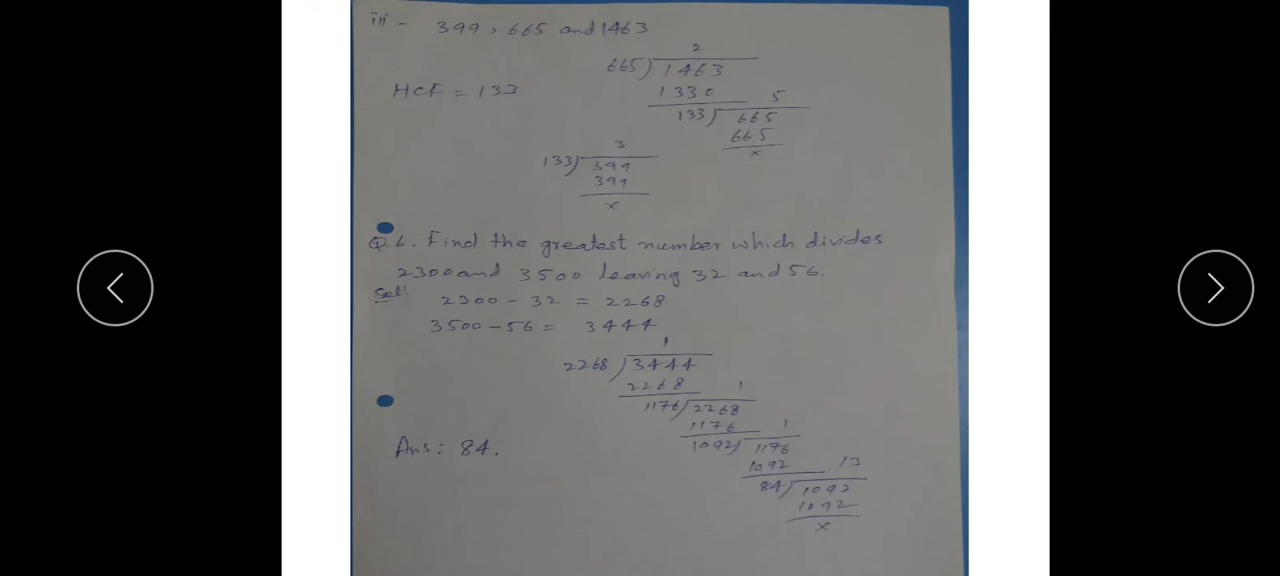 iii - 399, 665 and 1463
2
665) 1463
HCF = 133
1330 5
133) 665
665
x
3
133) 399
399
x
Q.6. Find the greatest number which divides
2300 and 3500 leaving 32 and 56.
Sol:
2300 - 32 = 2268
3500 - 56 = 3444
1
2268) 3444
2268 1
1176) 2268
1176 1
1092) 1176
Ans: 84.
1092 13
84) 1092
1092
x